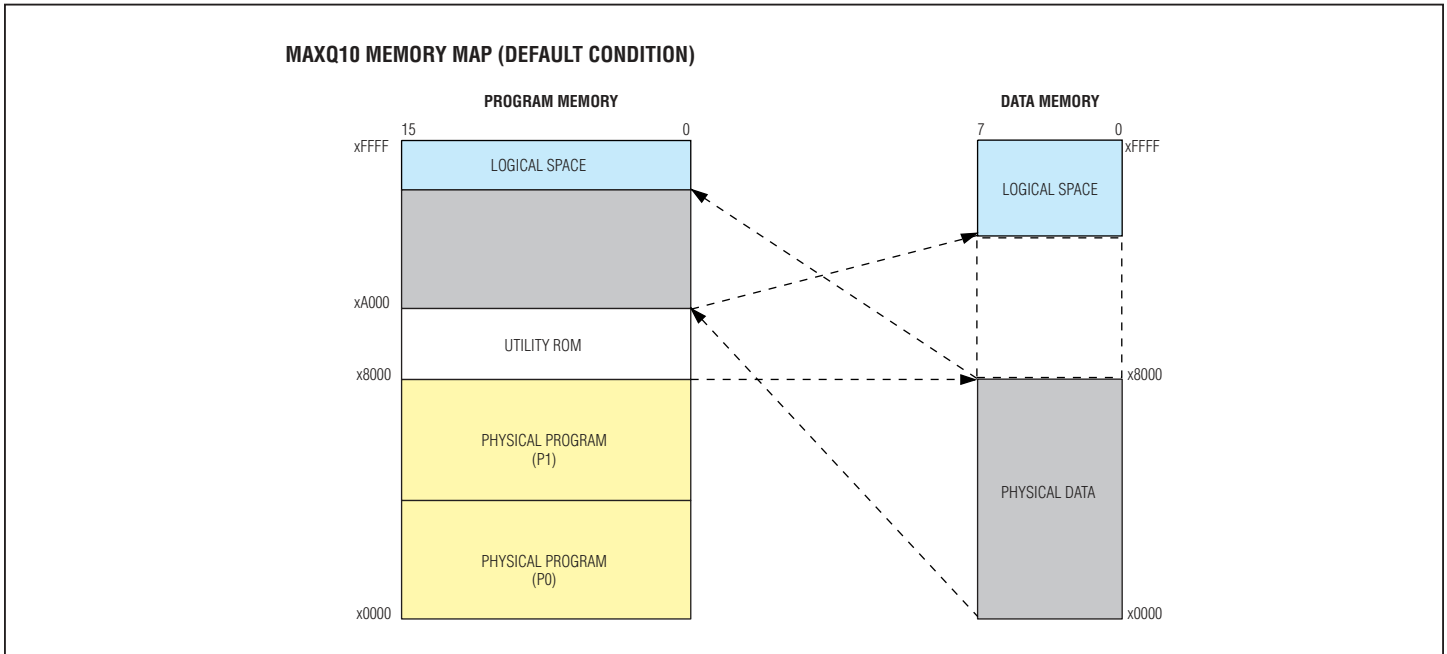 MAXQ10 MEMORY MAP (DEFAULT CONDITION)
PROGRAM MEMORY
DATA MEMORY
15
0
7
0
xFFFF
xFFFF
LOGICAL SPACE
LOGICAL SPACE
xA000
UTILITY ROM
x8000
x8000
PHYSICAL PROGRAM
(P1)
PHYSICAL DATA
PHYSICAL PROGRAM
(P0)
x0000
x0000